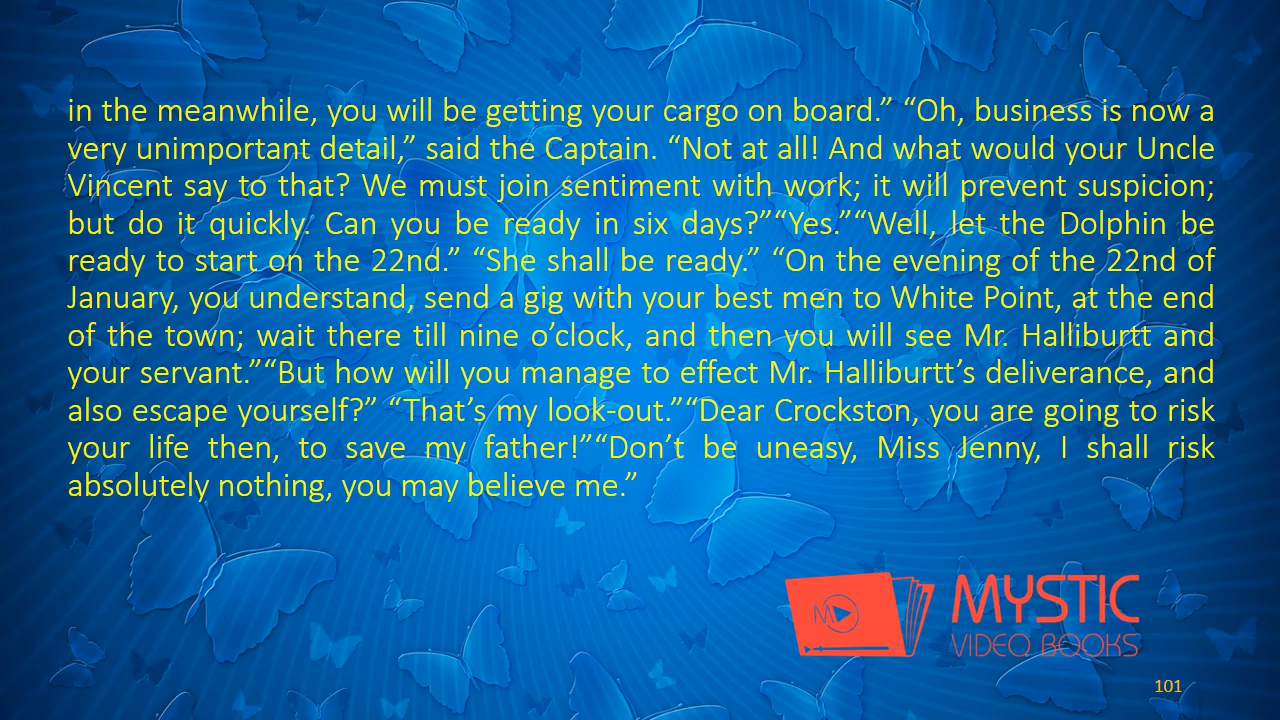 in the meanwhile, you will be getting your cargo on board.” “Oh, business is now a
very unimportant detail,” said the Captain. “Not at all! And what would your Uncle
Vincent say to that? We must join sentiment with work; it will prevent suspicion;
but do it quickly. Can you be ready in six days?”“Yes.”“Well, let the Dolphin be
ready to start on the 22nd.” “She shall be ready.” “On the evening of the 22nd of
January, you understand, send a gig with your best men to White Point, at the end
of the town; wait there till nine o’clock, and then you will see Mr. Halliburtt and
your servant.”“But how will you manage to effect Mr. Halliburtt’s deliverance, and
also escape yourself?” “That’s my look-out.”“Dear Crockston, you are going to risk
your life then, to save my father!”“Don’t be uneasy, Miss Jenny, I shall risk
absolutely nothing, you may believe me.”
M
MYSTIC
VIDEO BOOKS
101